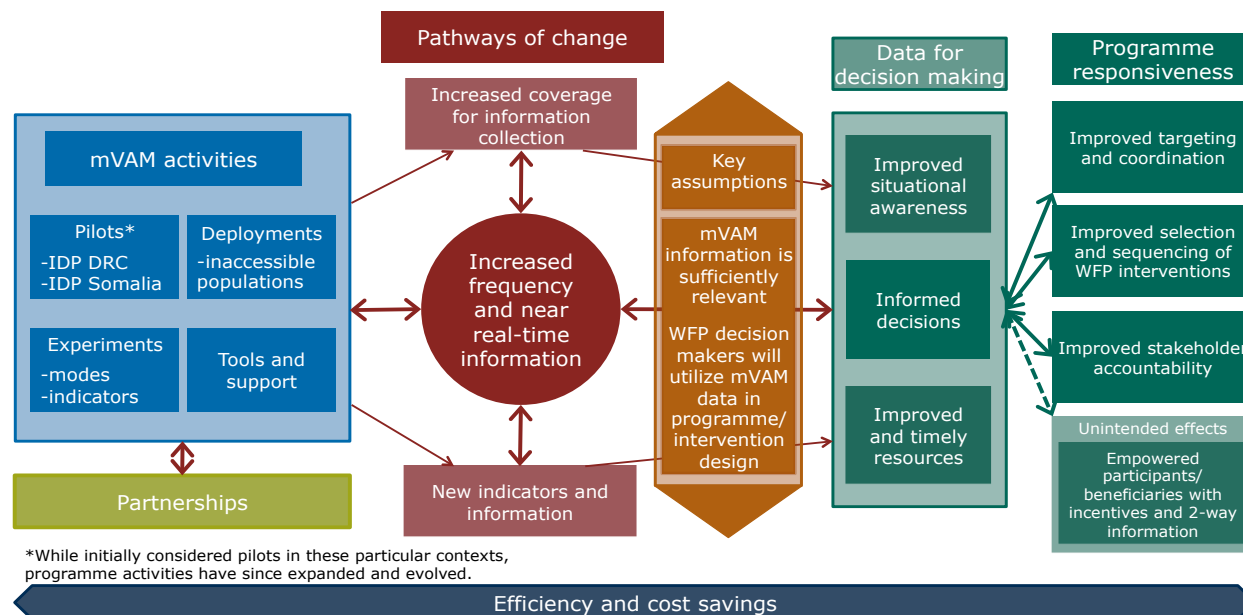 Pathways of change
Data for
decision making
Programme
responsiveness
mVAM activities
Pilots*
-IDP DRC
-IDP Somalia
Deployments
-inaccessible
populations
Experiments
-modes
-indicators
Tools and
support
Partnerships
Increased coverage
for information
collection
Increased
frequency
and near
real-time
information
New indicators and
information
Key
assumptions
mVAM
information is
sufficiently
relevant
WFP decision
makers will
utilize mVAM
data in
programme/
intervention
design
Improved
situational
awareness
Informed
decisions
Improved
and timely
resources
Improved targeting
and coordination
Improved selection
and sequencing of
WFP interventions
Improved stakeholder
accountability
Unintended effects
Empowered
participants/
beneficiaries with
incentives and 2-way
information
*While initially considered pilots in these particular contexts,
programme activities have since expanded and evolved.
Efficiency and cost savings